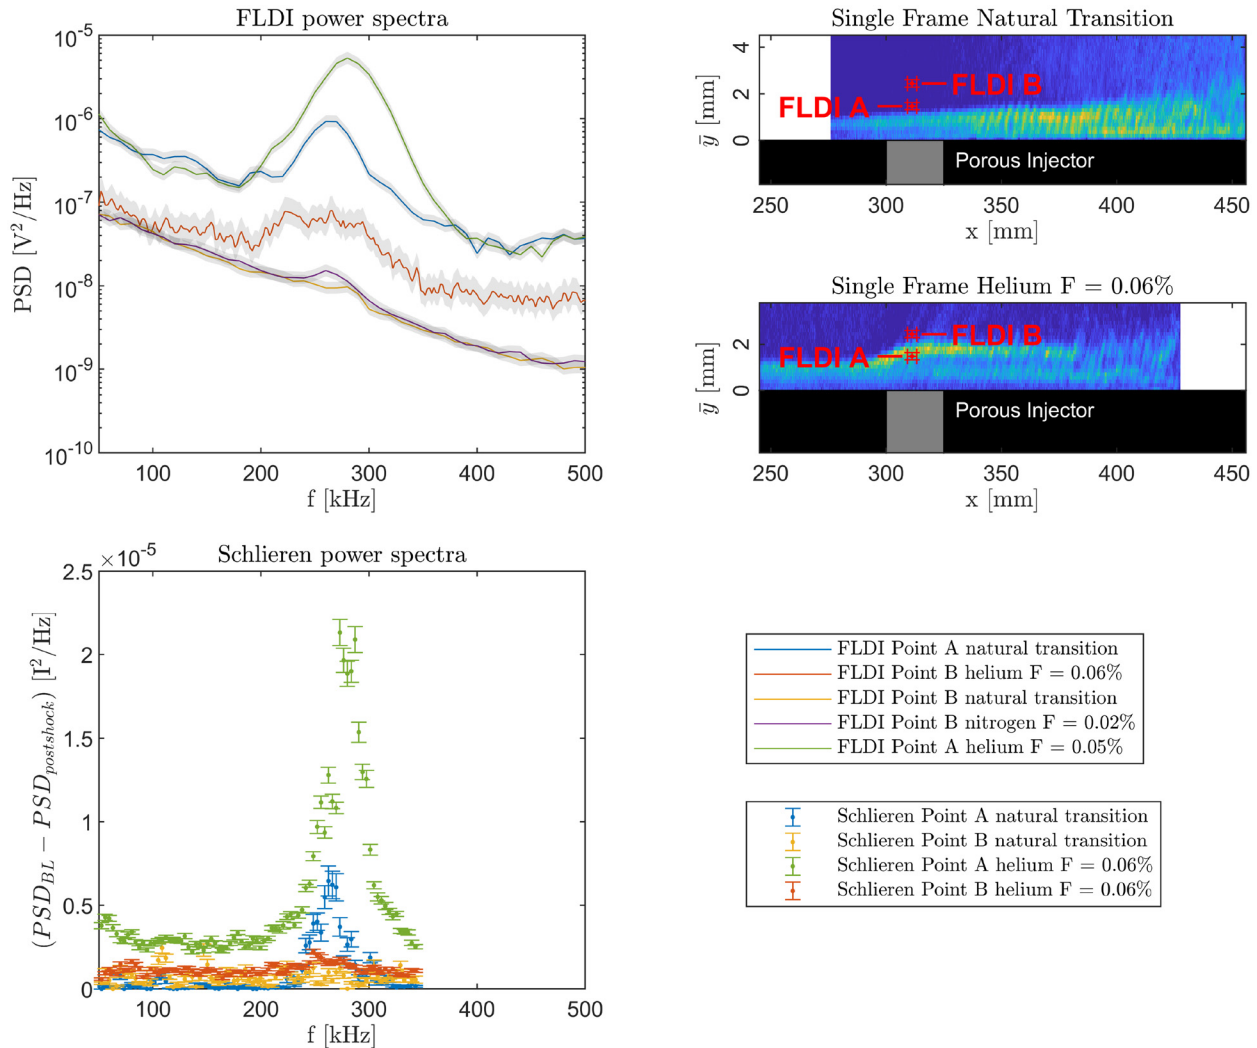 FLDI power spectra
10^-5
10^-6
10^-7
10^-8
10^-9
10^-10
PSD [V^2/Hz]
100 200 300 400 500
f [kHz]
Single Frame Natural Transition
4
2
0
ȳ [mm]
FLDI B
FLDI A
Porous Injector
250 300 350 400 450
x [mm]
Single Frame Helium F = 0.06%
2
0
ȳ [mm]
FLDI B
FLDI A
Porous Injector
250 300 350 400 450
x [mm]
Schlieren power spectra
×10^-5
2.5
2
1.5
1
0.5
0
(PSD_BL − PSD_postshock) [I^2/Hz]
100 200 300 400 500
f [kHz]
FLDI Point A natural transition
FLDI Point B helium F = 0.06%
FLDI Point B natural transition
FLDI Point B nitrogen F = 0.02%
FLDI Point A helium F = 0.05%
Schlieren Point A natural transition
Schlieren Point B natural transition
Schlieren Point A helium F = 0.06%
Schlieren Point B helium F = 0.06%